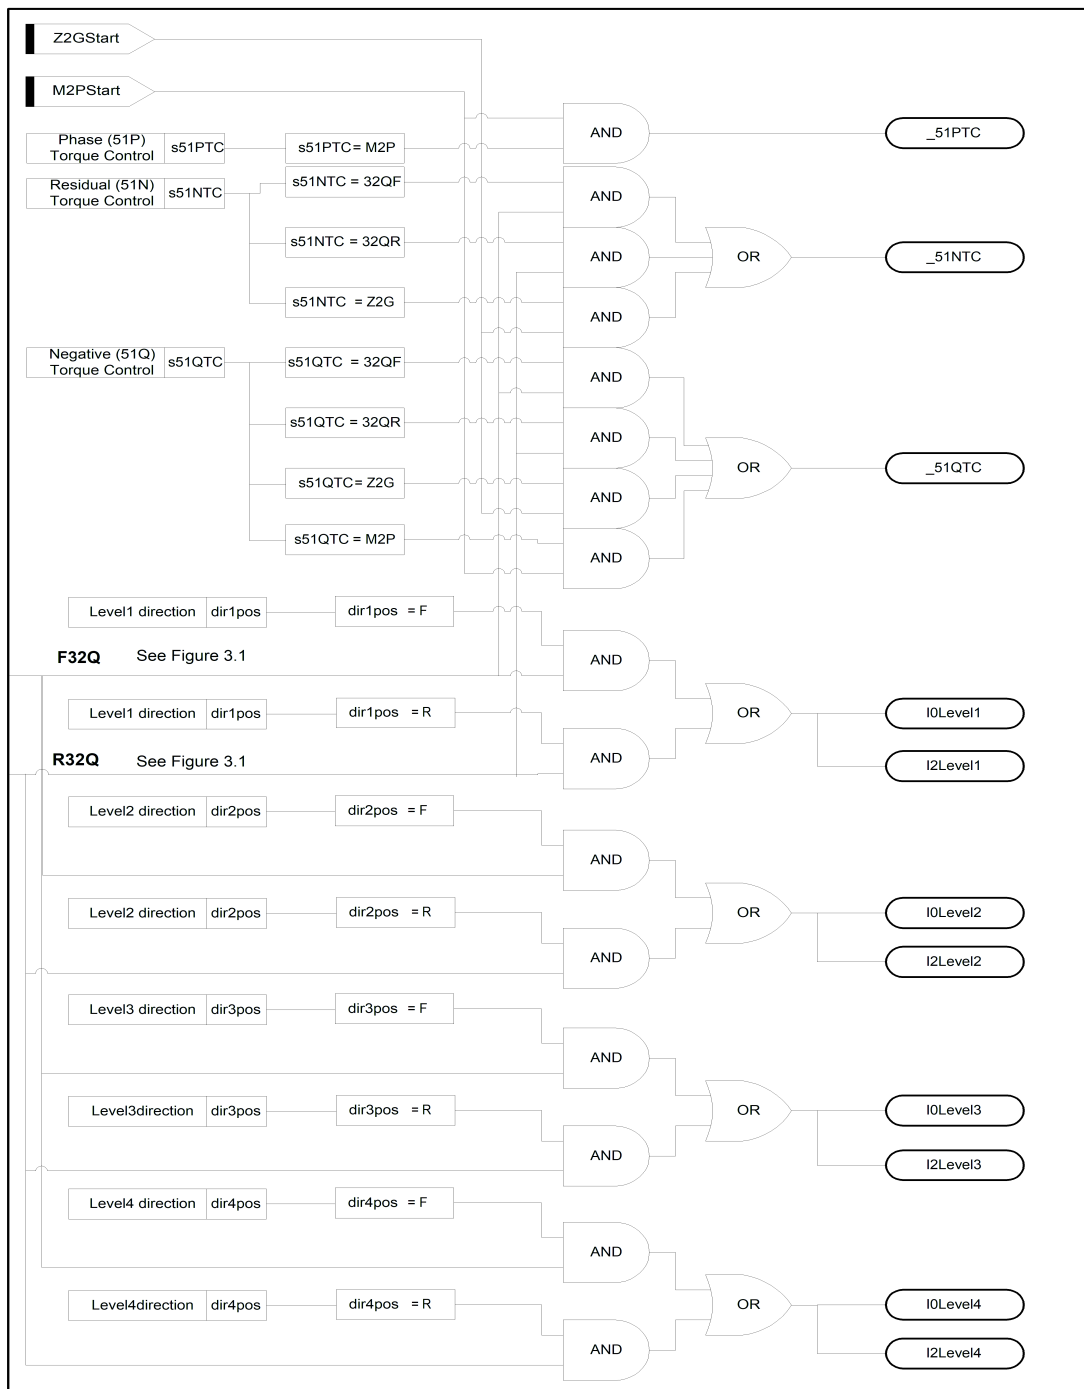 Z2GStart
M2PStart
Phase (51P)
Torque Control
s51PTC
s51PTC= M2P
AND
_51PTC
Residual (51N)
Torque Control
s51NTC
s51NTC = 32QF
AND
s51NTC = 32QR
AND
OR
_51NTC
s51NTC = Z2G
AND
Negative (51Q)
Torque Control
s51QTC
s51QTC = 32QF
AND
s51QTC = 32QR
AND
OR
_51QTC
s51QTC= Z2G
AND
s51QTC = M2P
AND
Level1 direction
dir1pos
dir1pos = F
AND
F32Q See Figure 3.1
Level1 direction
dir1pos
dir1pos = R
OR
I0Level1
AND
R32Q See Figure 3.1
I2Level1
Level2 direction
dir2pos
dir2pos = F
AND
Level2 direction
dir2pos
dir2pos = R
OR
I0Level2
AND
I2Level2
Level3 direction
dir3pos
dir3pos = F
AND
Level3direction
dir3pos
dir3pos = R
OR
I0Level3
AND
I2Level3
Level4 direction
dir4pos
dir4pos = F
AND
Level4direction
dir4pos
dir4pos = R
OR
I0Level4
AND
I2Level4